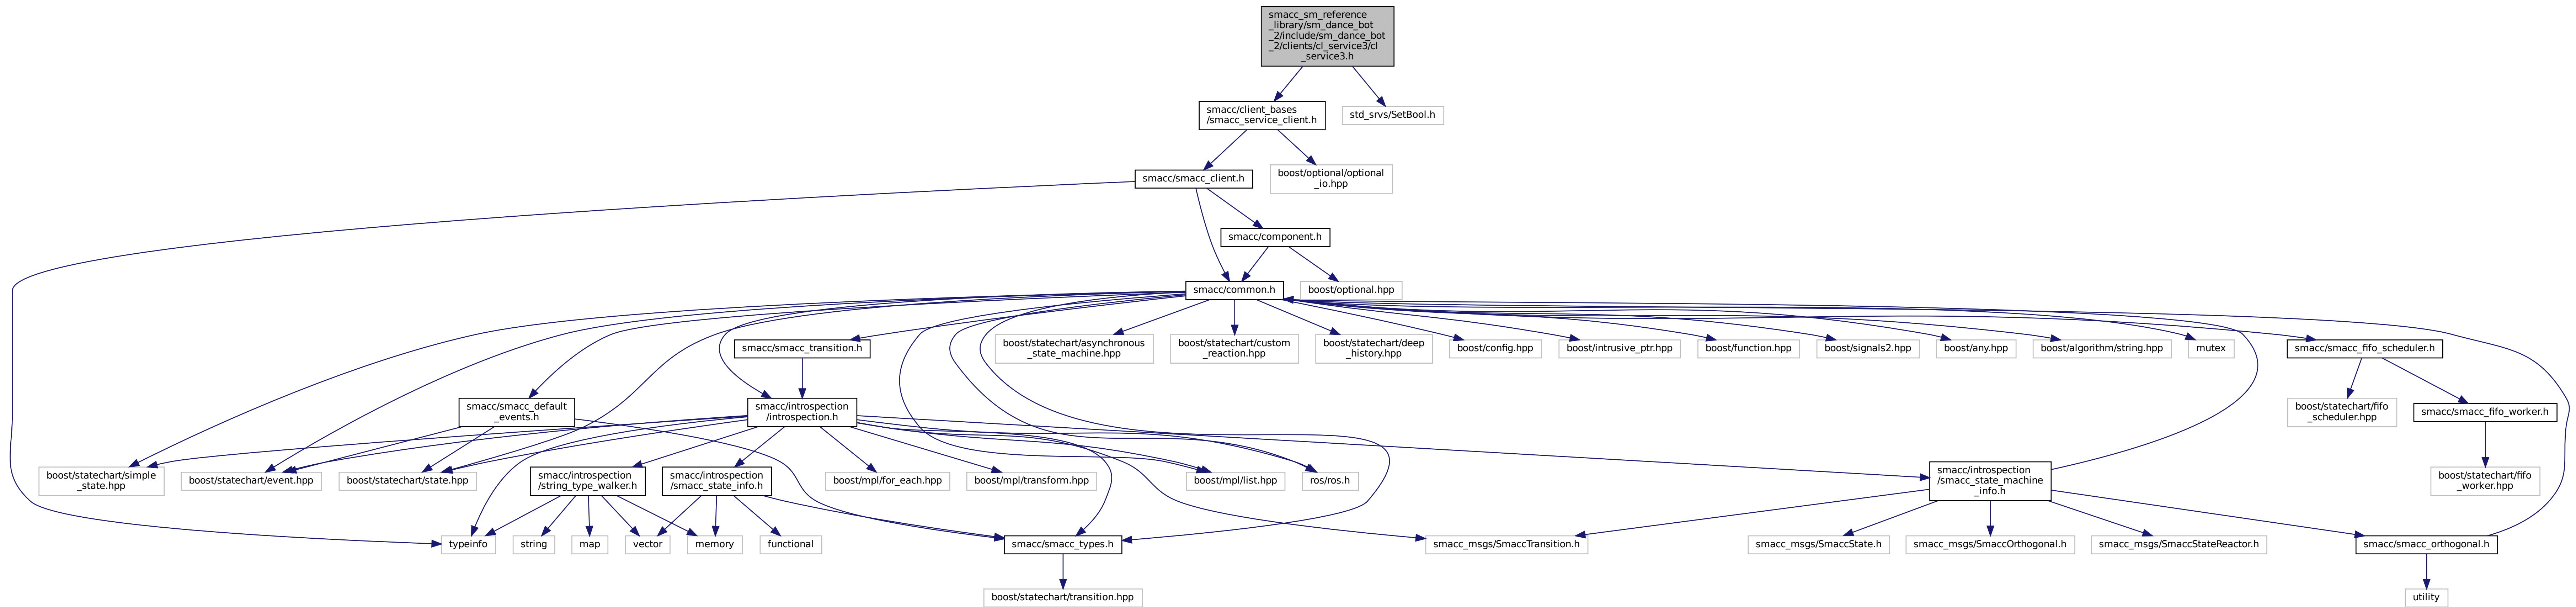 smacc_sm_reference
_library/sm_dance_bot
_2/include/sm_dance_bot
_2/clients/cl_service3/cl
_service3.h
smacc/client_bases
/smacc_service_client.h
std_srvs/SetBool.h
smacc/smacc_client.h
boost/optional/optional
_io.hpp
smacc/component.h
smacc/common.h
boost/optional.hpp
smacc/smacc_transition.h
boost/statechart/asynchronous
_state_machine.hpp
boost/statechart/custom
_reaction.hpp
boost/statechart/deep
_history.hpp
boost/config.hpp
boost/intrusive_ptr.hpp
boost/function.hpp
boost/signals2.hpp
boost/any.hpp
boost/algorithm/string.hpp
mutex
smacc/smacc_fifo_scheduler.h
smacc/smacc_default
_events.h
smacc/introspection
/introspection.h
boost/statechart/fifo
_scheduler.hpp
smacc/smacc_fifo_worker.h
boost/statechart/simple
_state.hpp
boost/statechart/event.hpp
boost/statechart/state.hpp
smacc/introspection
/string_type_walker.h
smacc/introspection
/smacc_state_info.h
boost/mpl/for_each.hpp
boost/mpl/transform.hpp
boost/mpl/list.hpp
ros/ros.h
smacc/introspection
/smacc_state_machine
_info.h
boost/statechart/fifo
_worker.hpp
typeinfo
string
map
vector
memory
functional
smacc/smacc_types.h
smacc_msgs/SmaccTransition.h
smacc_msgs/SmaccState.h
smacc_msgs/SmaccOrthogonal.h
smacc_msgs/SmaccStateReactor.h
smacc/smacc_orthogonal.h
boost/statechart/transition.hpp
utility